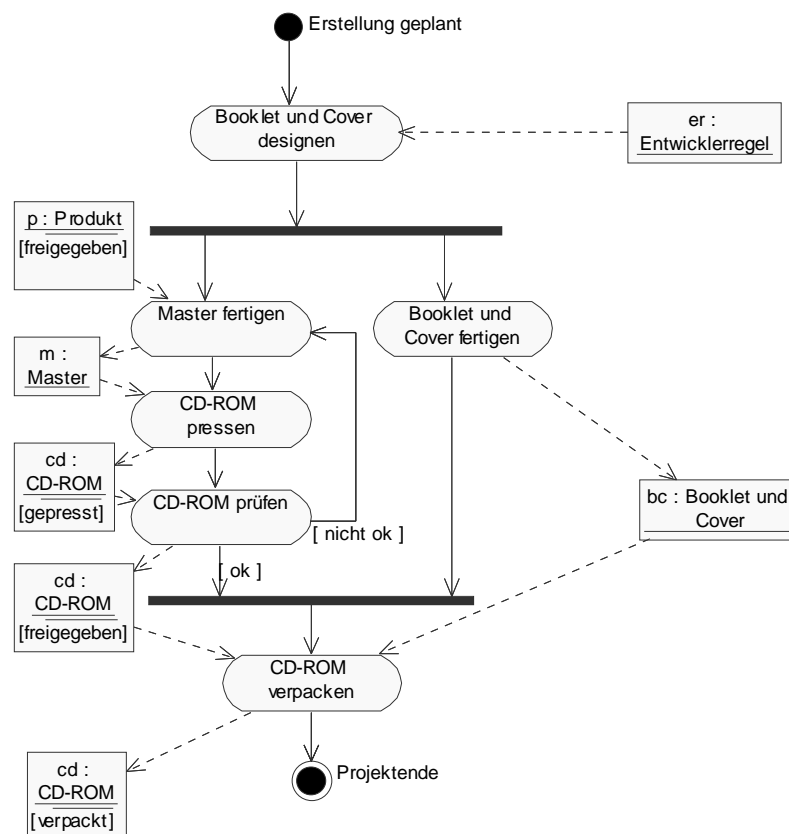 Erstellung geplant
Booklet und Cover
designen
er :
Entwicklerregel
p : Produkt
[freigegeben]
Master fertigen
Booklet und
Cover fertigen
m :
Master
CD-ROM
pressen
cd :
CD-ROM
[gepresst]
CD-ROM prüfen
[ nicht ok ]
bc : Booklet und
Cover
[ ok ]
cd :
CD-ROM
[freigegeben]
CD-ROM
verpacken
cd :
CD-ROM
[verpackt]
Projektende